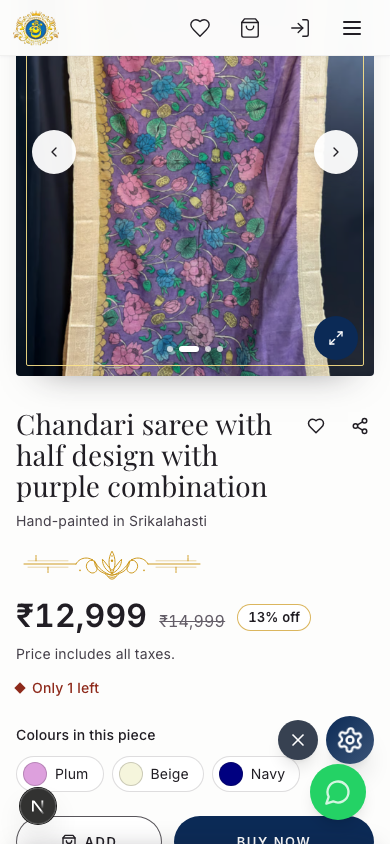 Chandari saree with
half design with
purple combination
Hand-painted in Srikalahasti
₹12,999 ₹14,999 13% off
Price includes all taxes.
Only 1 left
Colours in this piece
Plum Beige Navy
N
ADD BUY NOW